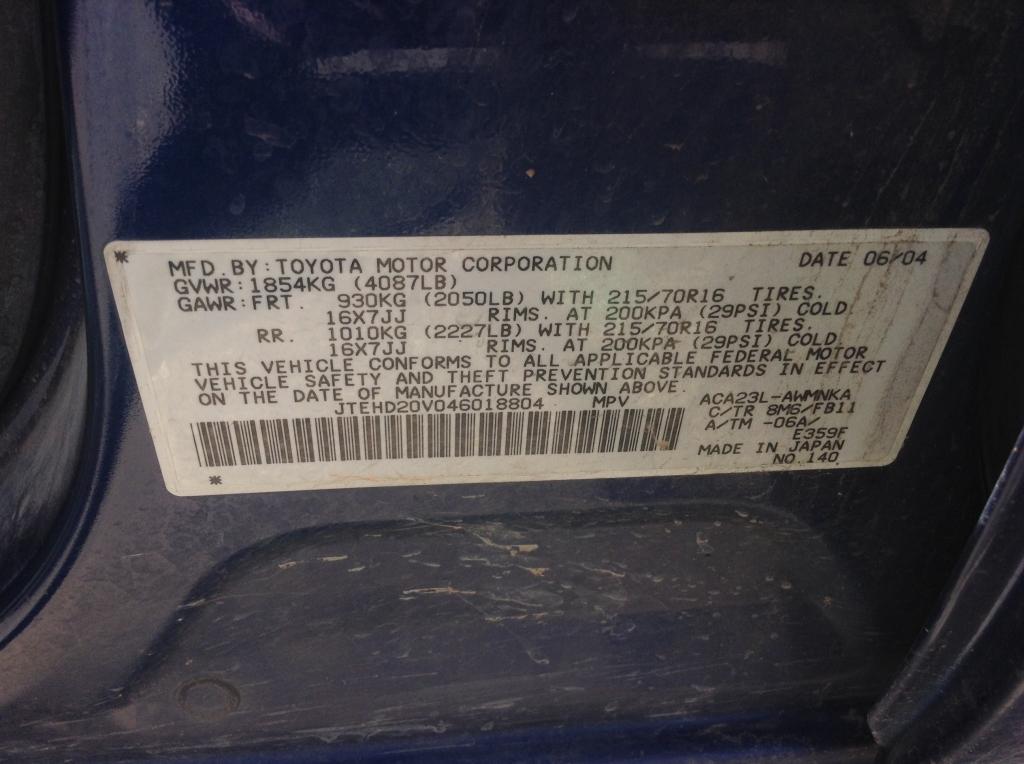 MFD. BY: TOYOTA MOTOR CORPORATION DATE 06/04
GVWR: 1854KG (4087LB)
GAWR: FRT. 930KG (2050LB) WITH 215/70R16 TIRES.
16X7JJ RIMS. AT 200KPA (29PSI) COLD.
RR. 1010KG (2227LB) WITH 215/70R16 TIRES.
16X7JJ RIMS. AT 200KPA (29PSI) COLD.
THIS VEHICLE CONFORMS TO ALL APPLICABLE FEDERAL MOTOR
VEHICLE SAFETY AND THEFT PREVENTION STANDARDS IN EFFECT
ON THE DATE OF MANUFACTURE SHOWN ABOVE.
JTEHD20V046018804 MPV
ACA23L-AWMNKA
C/TR 8M6/FB11
A/TM -06A/
E359F
MADE IN JAPAN
NO. 140